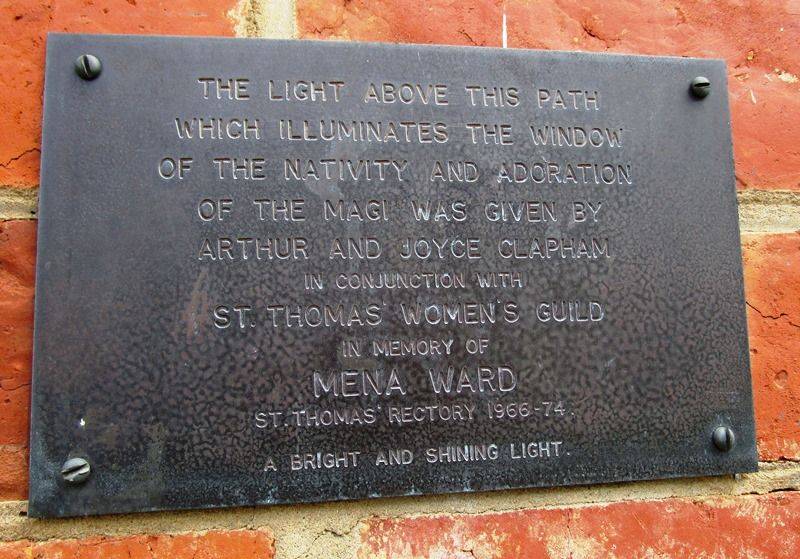 THE LIGHT ABOVE THIS PATH
WHICH ILLUMINATES THE WINDOW
OF THE NATIVITY AND ADORATION
OF THE MAGI WAS GIVEN BY
ARTHUR AND JOYCE CLAPHAM
IN CONJUNCTION WITH
ST. THOMAS' WOMEN'S GUILD
IN MEMORY OF
MENA WARD
ST. THOMAS' RECTORY 1966-74.
A BRIGHT AND SHINING LIGHT.